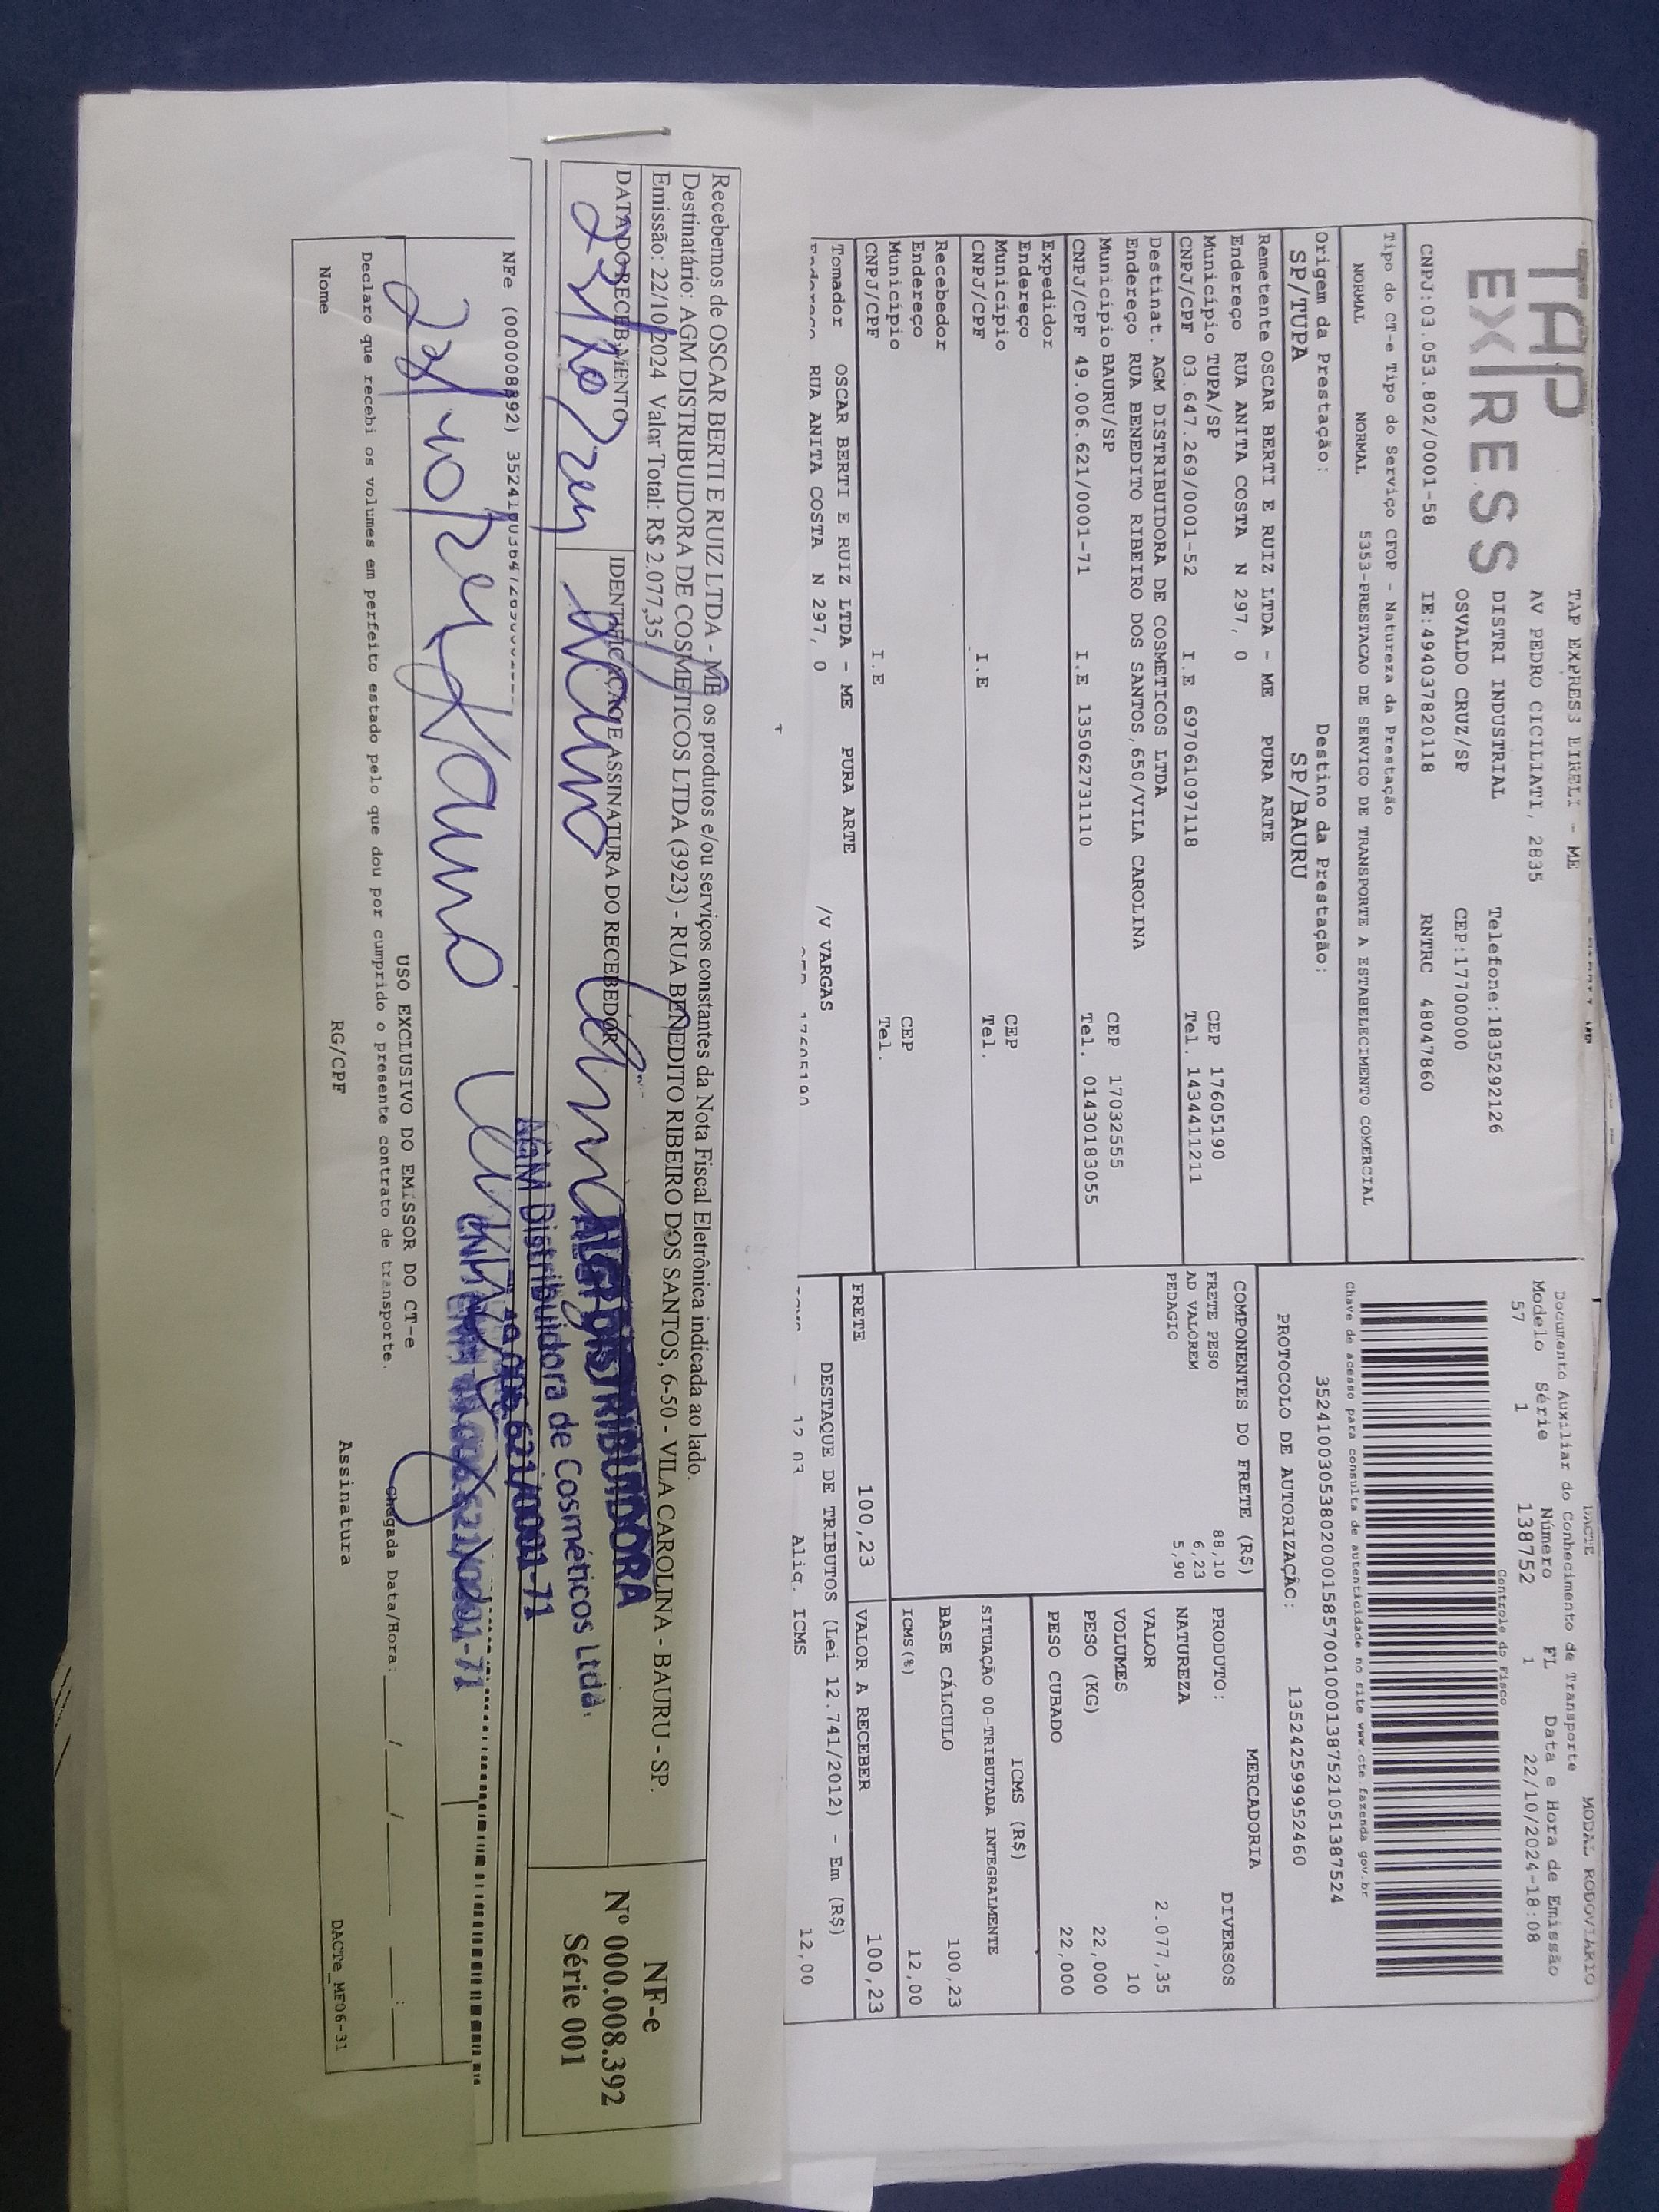 TAP
EXPRESS
TAP EXPRESS EIRELI - ME
AV PEDRO CICILIATI, 2835
DISTRI INDUSTRIAL Telefone:1835292126
OSVALDO CRUZ/SP CEP:17700000
CNPJ:03.053.802/0001-58 IE:494037820118 RNTRC 48047860
DACTE MODAL RODOVIARIO
Documento Auxiliar do Conhecimento de Transporte
Modelo Série Número FL Data e Hora de Emissão
57 1 138752 1 22/10/2024-18:08
Controle do Fisco
Chave de acesso para consulta de autenticidade no site www.cte.fazenda.gov.br
35241003053802000158570010001387521051387524
PROTOCOLO DE AUTORIZAÇÃO: 135242599952460
Tipo do CT-e Tipo do Serviço CFOP - Natureza da Prestação
NORMAL NORMAL 5353-PRESTACAO DE SERVICO DE TRANSPORTE A ESTABELECIMENTO COMERCIAL
Origem da Prestação: Destino da Prestação:
SP/TUPA SP/BAURU
Remetente OSCAR BERTI E RUIZ LTDA - ME PURA ARTE
Endereço RUA ANITA COSTA N 297, 0
Município TUPA/SP CEP 17605190
CNPJ/CPF 03.647.269/0001-52 I.E 697061097118 Tel. 1434411211
Destinat. AGM DISTRIBUIDORA DE COSMETICOS LTDA
Endereço RUA BENEDITO RIBEIRO DOS SANTOS,650/VILA CAROLINA
Município BAURU/SP CEP 17032555
CNPJ/CPF 49.006.621/0001-71 I.E 135062731110 Tel. 01430183055
Expedidor
Endereço
Município CEP
CNPJ/CPF I.E Tel.
Recebedor
Endereço
Município CEP
CNPJ/CPF I.E Tel.
Tomador OSCAR BERTI E RUIZ LTDA - ME PURA ARTE
RUA ANITA COSTA N 297, 0 /V VARGAS
COMPONENTES DO FRETE (R$)
FRETE PESO 88,10
AD VALOREM 6,23
PEDAGIO 5,90
MERCADORIA
PRODUTO: DIVERSOS
NATUREZA
VALOR 2.077,35
VOLUMES 10
PESO (KG) 22,000
PESO CUBADO 22,000
ICMS (R$)
SITUAÇÃO 00-TRIBUTADA INTEGRALMENTE
BASE CÁLCULO 100,23
ICMS(%) 12,00
FRETE 100,23 VALOR A RECEBER 100,23
DESTAQUE DE TRIBUTOS (Lei 12.741/2012) - Em (R$)
12,03 Aliq. ICMS 12,00
Recebemos de OSCAR BERTI E RUIZ LTDA - ME os produtos e/ou serviços constantes da Nota Fiscal Eletrônica indicada ao lado.
Destinatário: AGM DISTRIBUIDORA DE COSMÉTICOS LTDA (3923) - RUA BENEDITO RIBEIRO DOS SANTOS, 6-50 - VILA CAROLINA - BAURU - SP.
Emissão: 22/10/2024 Valor Total: R$ 2.077,35
DATA DO RECEBIMENTO IDENTIFICAÇÃO E ASSINATURA DO RECEBEDOR
NF-e
Nº 000.008.392
Série 001
DISTRIBUIDORA
AGM Distribuidora de Cosméticos Ltda.
49.006.621/0001-71
USO EXCLUSIVO DO EMISSOR DO CT-e
Declaro que recebi os volumes em perfeito estado pelo que dou por cumprido o presente contrato de transporte. Chegada Data/Hora: ___/___/____ ___:___
Nome RG/CPF Assinatura DACTe_MF06-31